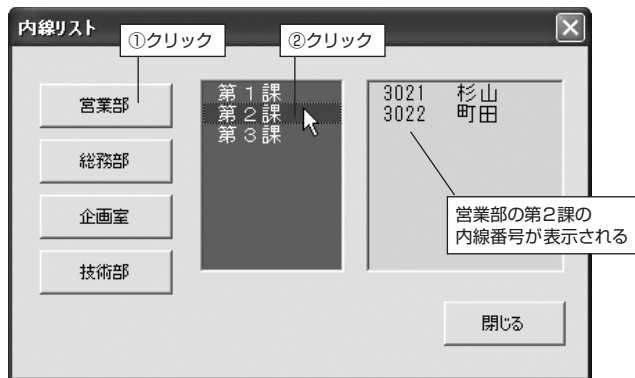 内線リスト
①クリック
②クリック
営業部
総務部
企画室
技術部
第1課
第2課
第3課
3021 杉山
3022 町田
営業部の第2課の
内線番号が表示される
閉じる